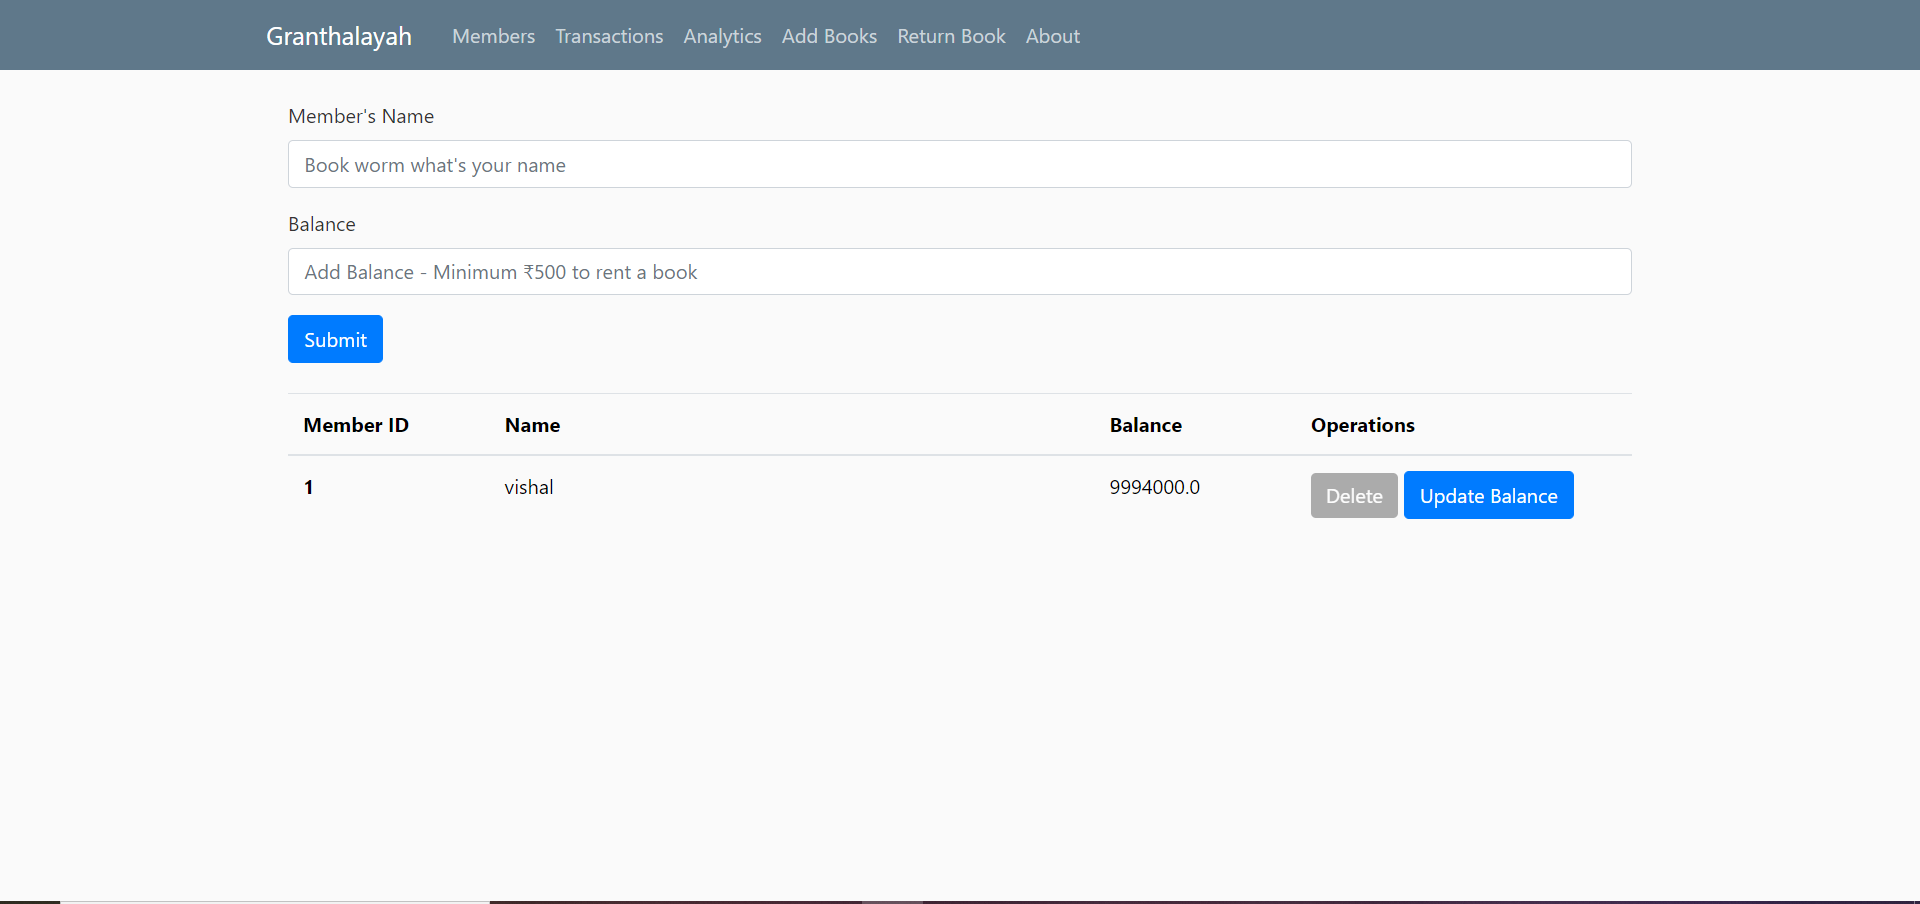 Granthalayah Members Transactions Analytics Add Books Return Book About
Member's Name
Book worm what's your name
Balance
Add Balance - Minimum ₹500 to rent a book
Submit
Member ID Name Balance Operations
1 vishal 9994000.0 Delete Update Balance